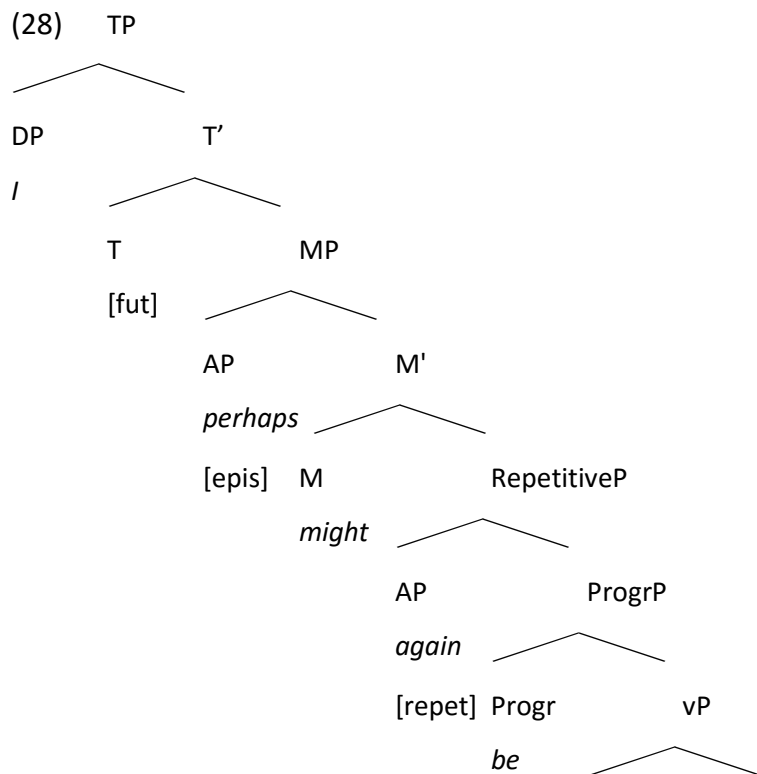 (28) TP
DP T’
I
T MP
[fut]
AP M'
perhaps
[epis] M RepetitiveP
might
AP ProgrP
again
[repet] Progr vP
be